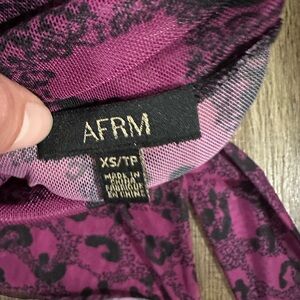 AFRM
XS/TP
MADE IN
CHINA
FABRIQUÉ
EN CHINE